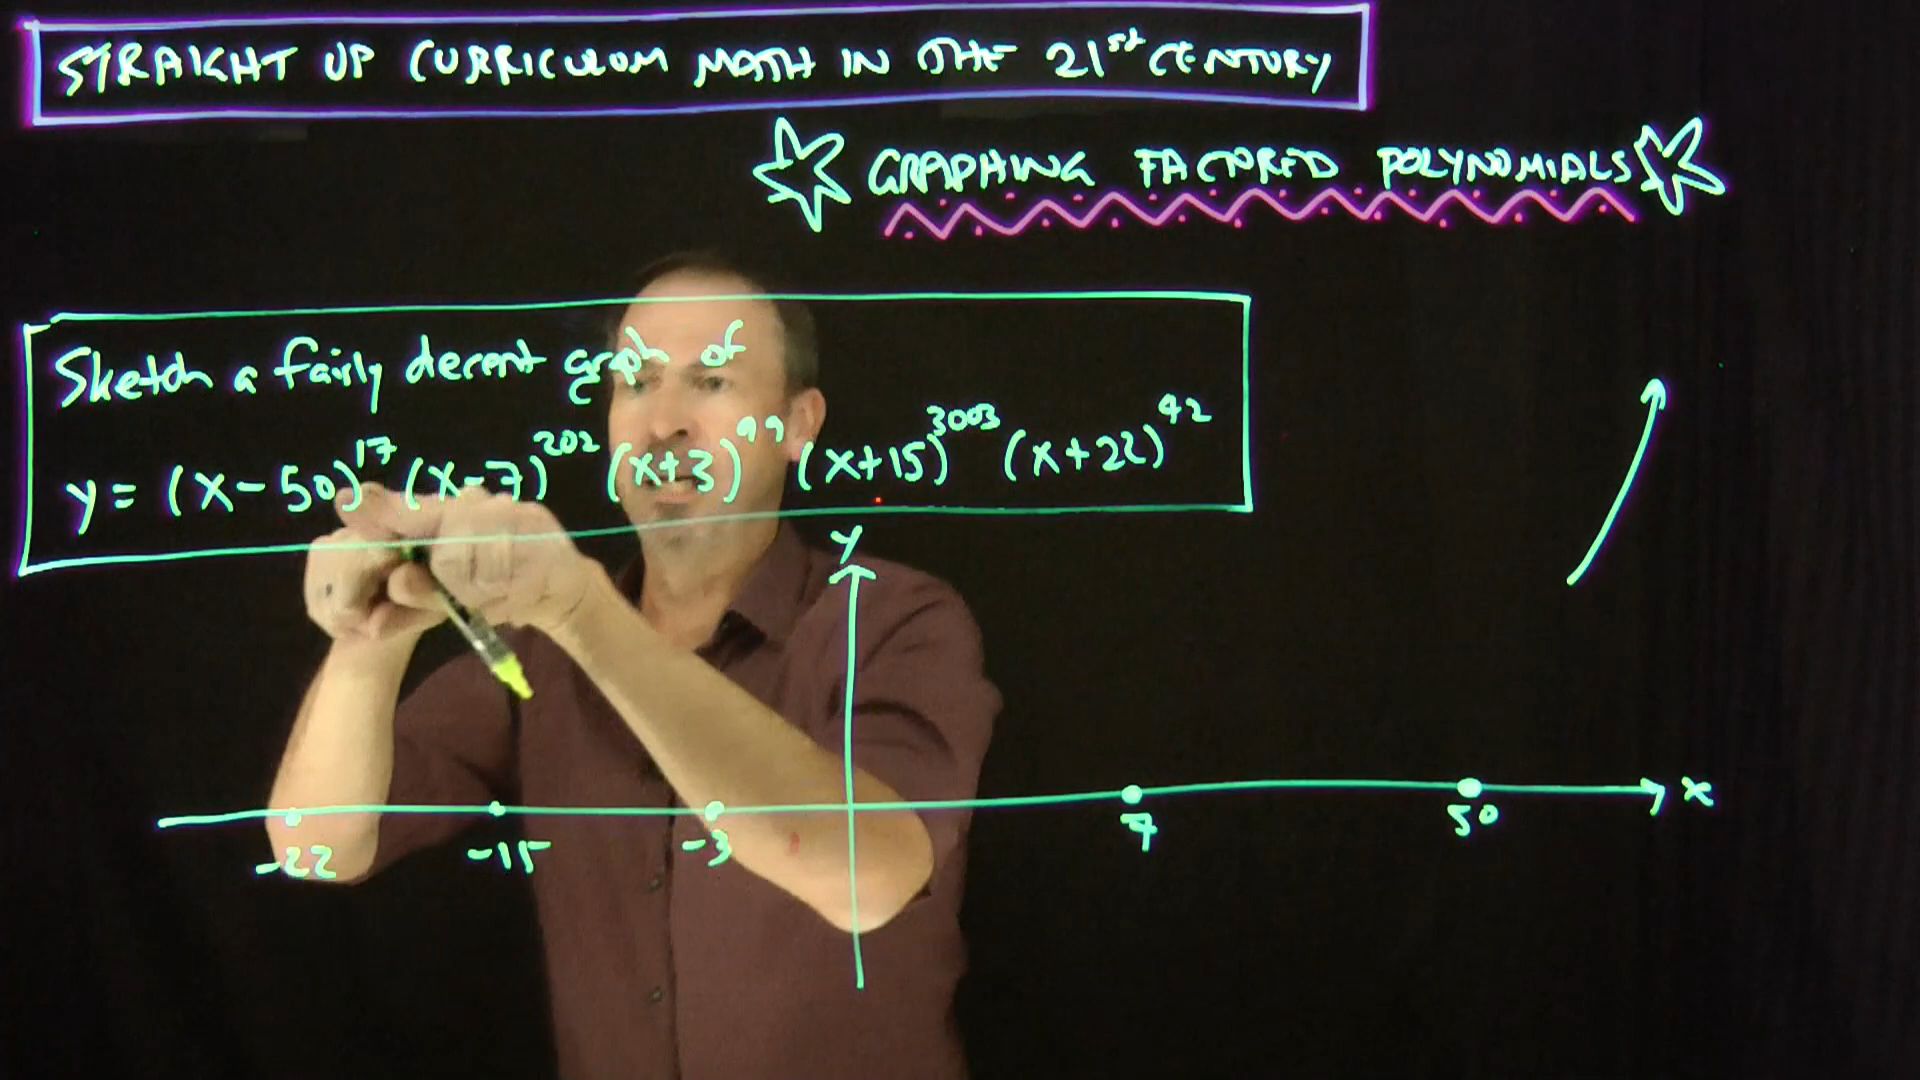 STRAIGHT UP CURRICULUM MATH IN THE 21st CENTURY
GRAPHING FACTORED POLYNOMIALS
Sketch a fairly decent graph of
y = (x-50)^17 (x-7)^202 (x+3)^99 (x+15)^3003 (x+22)^42
y
x
-22 -15 -3 7 50